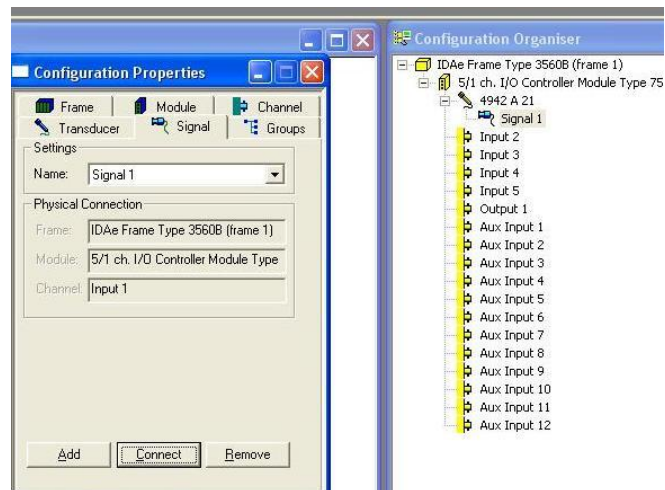 Configuration Properties
Frame
Module
Channel
Transducer
Signal
Groups
Settings
Name:
Signal 1
Physical Connection
Frame:
IDAe Frame Type 3560B (frame 1)
Module:
5/1 ch. I/O Controller Module Type
Channel:
Input 1
Add
Connect
Remove
Configuration Organiser
IDAe Frame Type 3560B (frame 1)
5/1 ch. I/O Controller Module Type 75
4942 A 21
Signal 1
Input 2
Input 3
Input 4
Input 5
Output 1
Aux Input 1
Aux Input 2
Aux Input 3
Aux Input 4
Aux Input 5
Aux Input 6
Aux Input 7
Aux Input 8
Aux Input 9
Aux Input 10
Aux Input 11
Aux Input 12